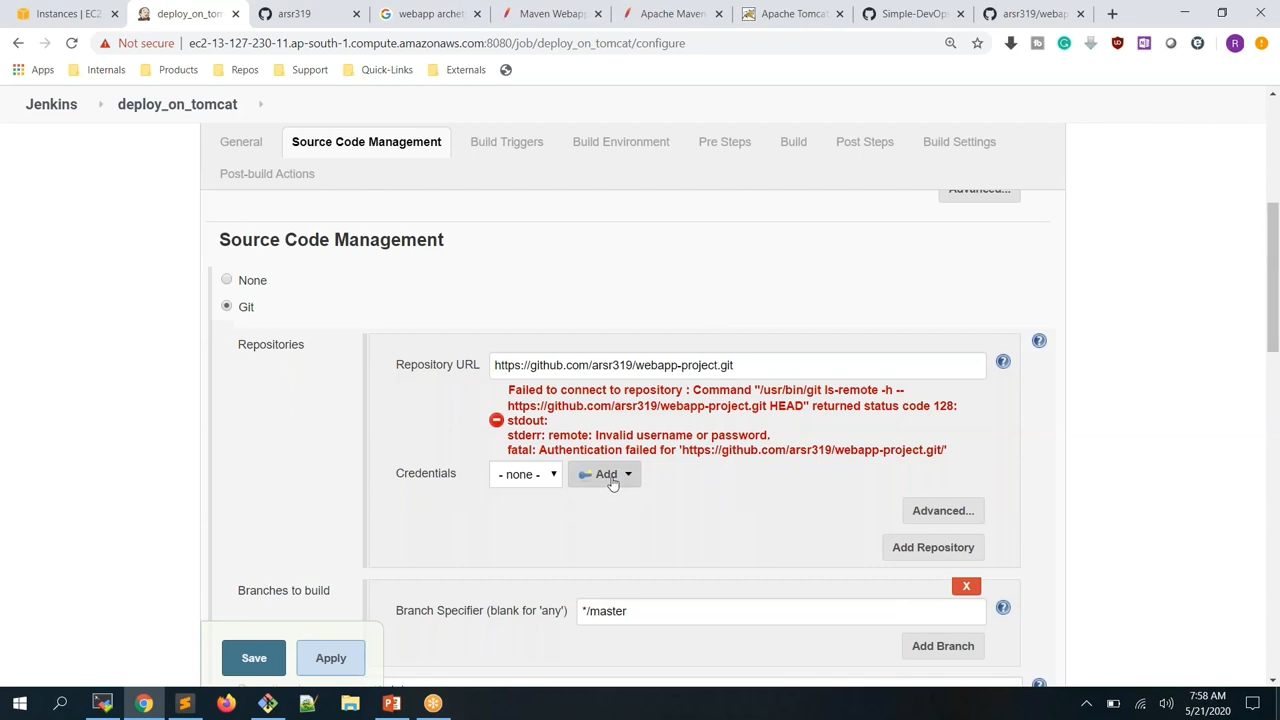 Instances | EC2
deploy_on_tom
arsr319
webapp archet
Maven Webapp
Apache Maven
Apache Tomcat
Simple-DevOp
arsr319/webap
Not secure
ec2-13-127-230-11.ap-south-1.compute.amazonaws.com:8080/job/deploy_on_tomcat/configure
R
Apps
Internals
Products
Repos
Support
Quick-Links
Externals
Jenkins
deploy_on_tomcat
General
Source Code Management
Build Triggers
Build Environment
Pre Steps
Build
Post Steps
Build Settings
Post-build Actions
Advanced...
Source Code Management
None
Git
Repositories
Repository URL
https://github.com/arsr319/webapp-project.git
Failed to connect to repository : Command "/usr/bin/git ls-remote -h --
https://github.com/arsr319/webapp-project.git HEAD" returned status code 128:
stdout:
stderr: remote: Invalid username or password.
fatal: Authentication failed for 'https://github.com/arsr319/webapp-project.git/'
Credentials
- none -
Add
Advanced...
Add Repository
Branches to build
X
Branch Specifier (blank for 'any')
*/master
Add Branch
Save
Apply
7:58 AM
5/21/2020